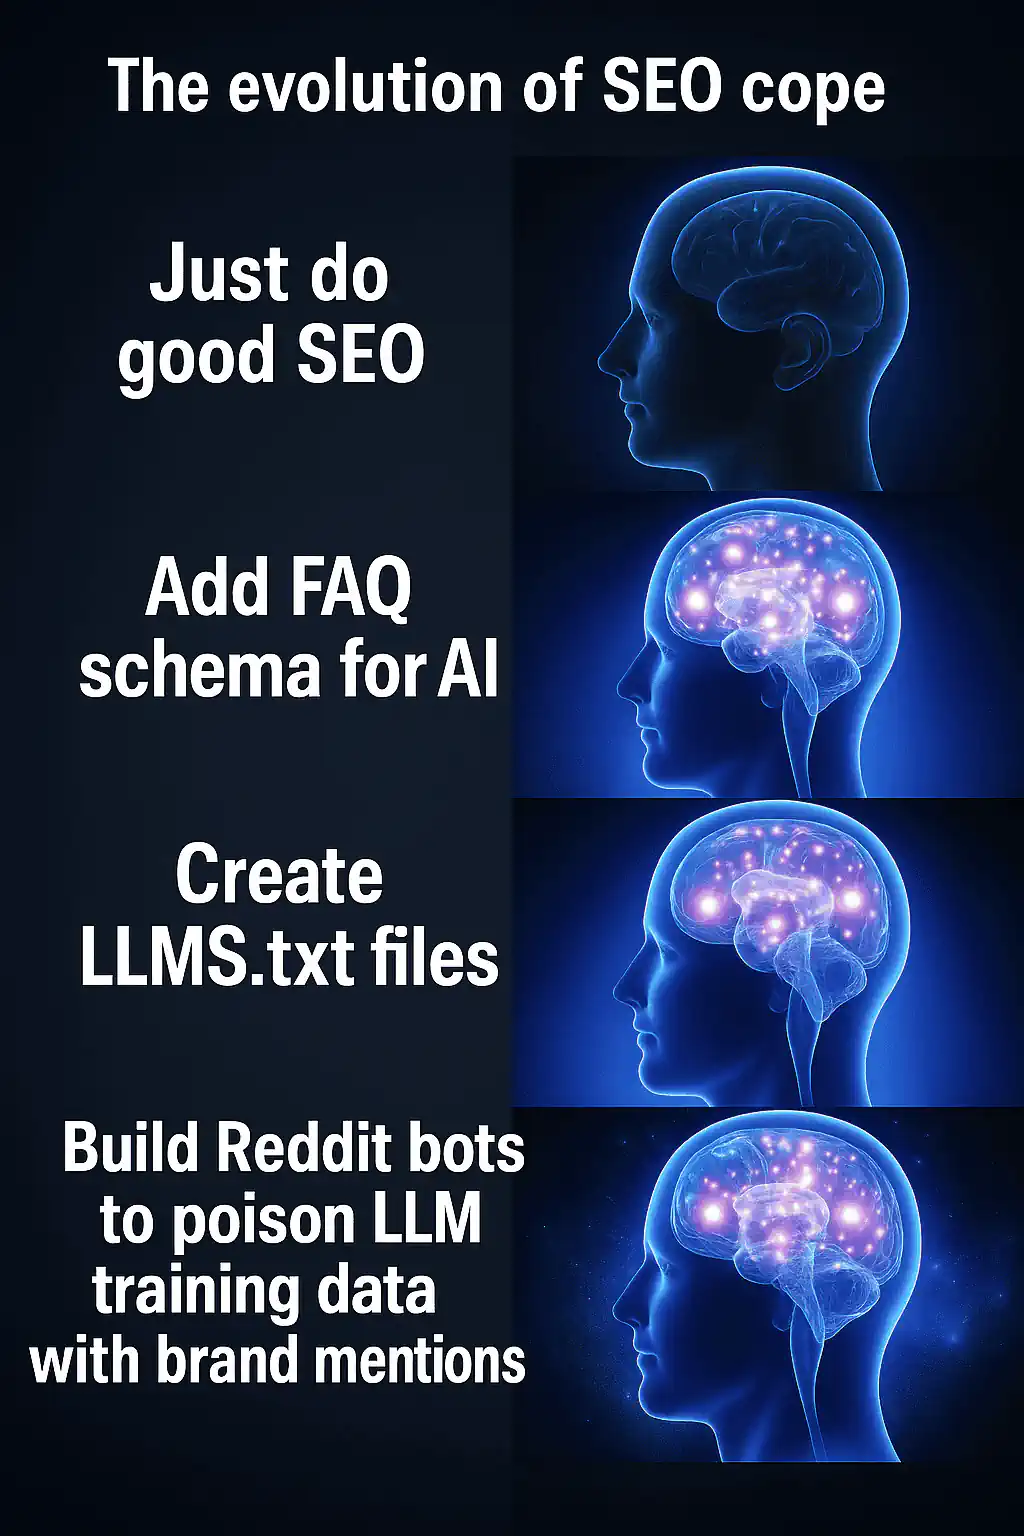 The evolution of SEO cope
Just do
good SEO
Add FAQ
schema for AI
Create
LLMS.txt files
Build Reddit bots
to poison LLM
training data
with brand mentions